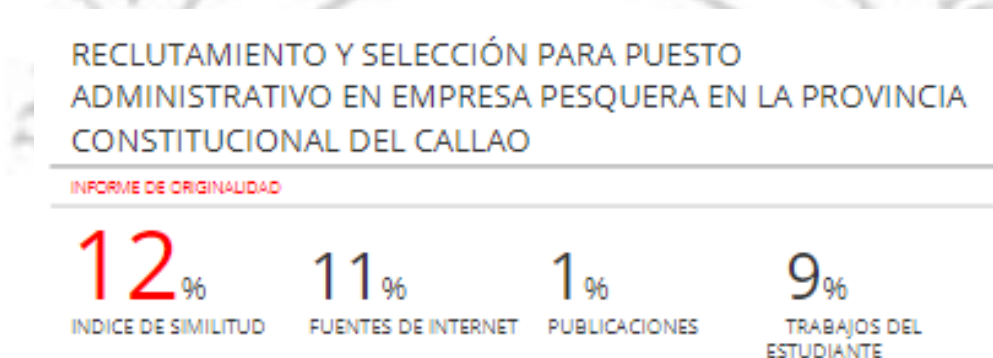 RECLUTAMIENTO Y SELECCIÓN PARA PUESTO
ADMINISTRATIVO EN EMPRESA PESQUERA EN LA PROVINCIA
CONSTITUCIONAL DEL CALLAO
INFORME DE ORIGINALIDAD
12% 11% 1% 9%
INDICE DE SIMILITUD FUENTES DE INTERNET PUBLICACIONES TRABAJOS DEL
ESTUDIANTE